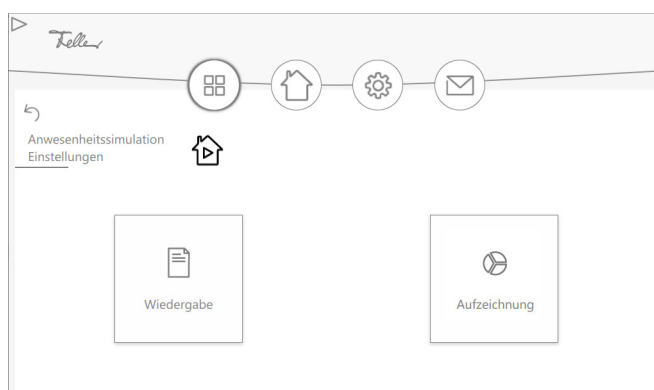 Feller
Anwesenheitssimulation
Einstellungen
Wiedergabe
Aufzeichnung